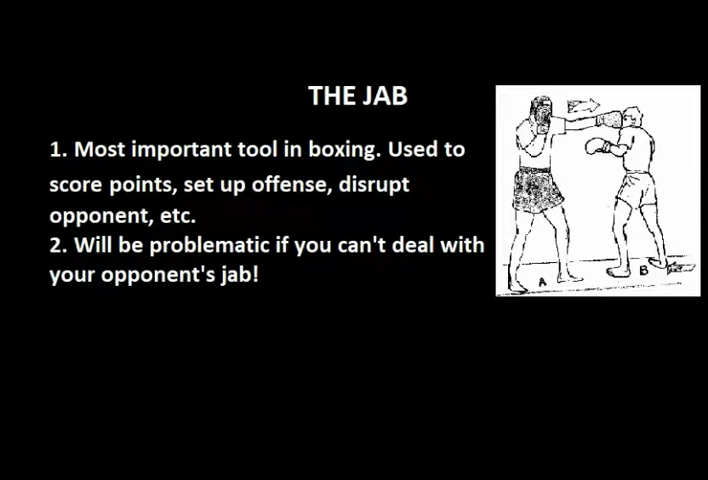 THE JAB
1. Most important tool in boxing. Used to
score points, set up offense, disrupt
opponent, etc.
2. Will be problematic if you can't deal with
your opponent's jab!
A
B